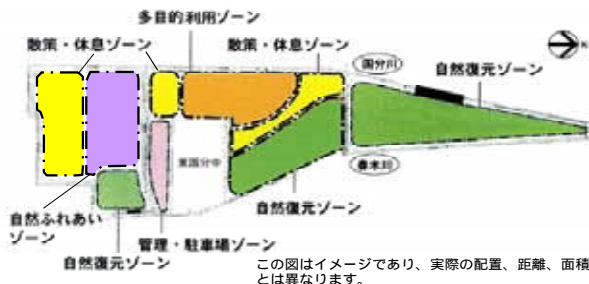 多目的利用ゾーン
散策・休息ゾーン
散策・休息ゾーン
国分川
自然復元ゾーン
東国分中
春木川
自然ふれあい
ゾーン
自然復元ゾーン
管理・駐車場ゾーン
自然復元ゾーン
この図はイメージであり、実際の配置、距離、面積
とは異なります。